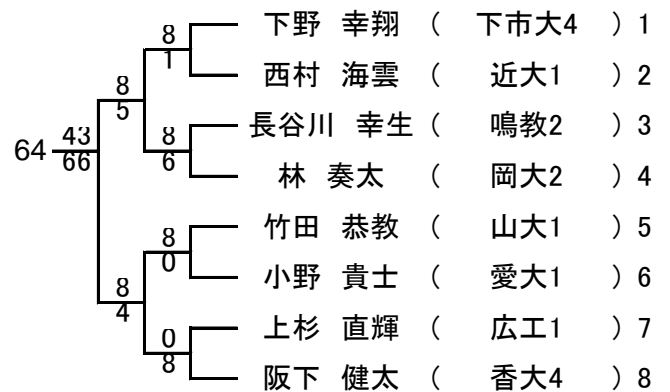 下野 幸翔 ( 下市大4 ) 1
8
1
西村 海雲 ( 近大1 ) 2
8
5
長谷川 幸生 ( 鳴教2 ) 3
8
6
64 43
66
林 奏太 ( 岡大2 ) 4
竹田 恭教 ( 山大1 ) 5
8
0
小野 貴士 ( 愛大1 ) 6
8
4
上杉 直輝 ( 広工1 ) 7
0
8
阪下 健太 ( 香大4 ) 8